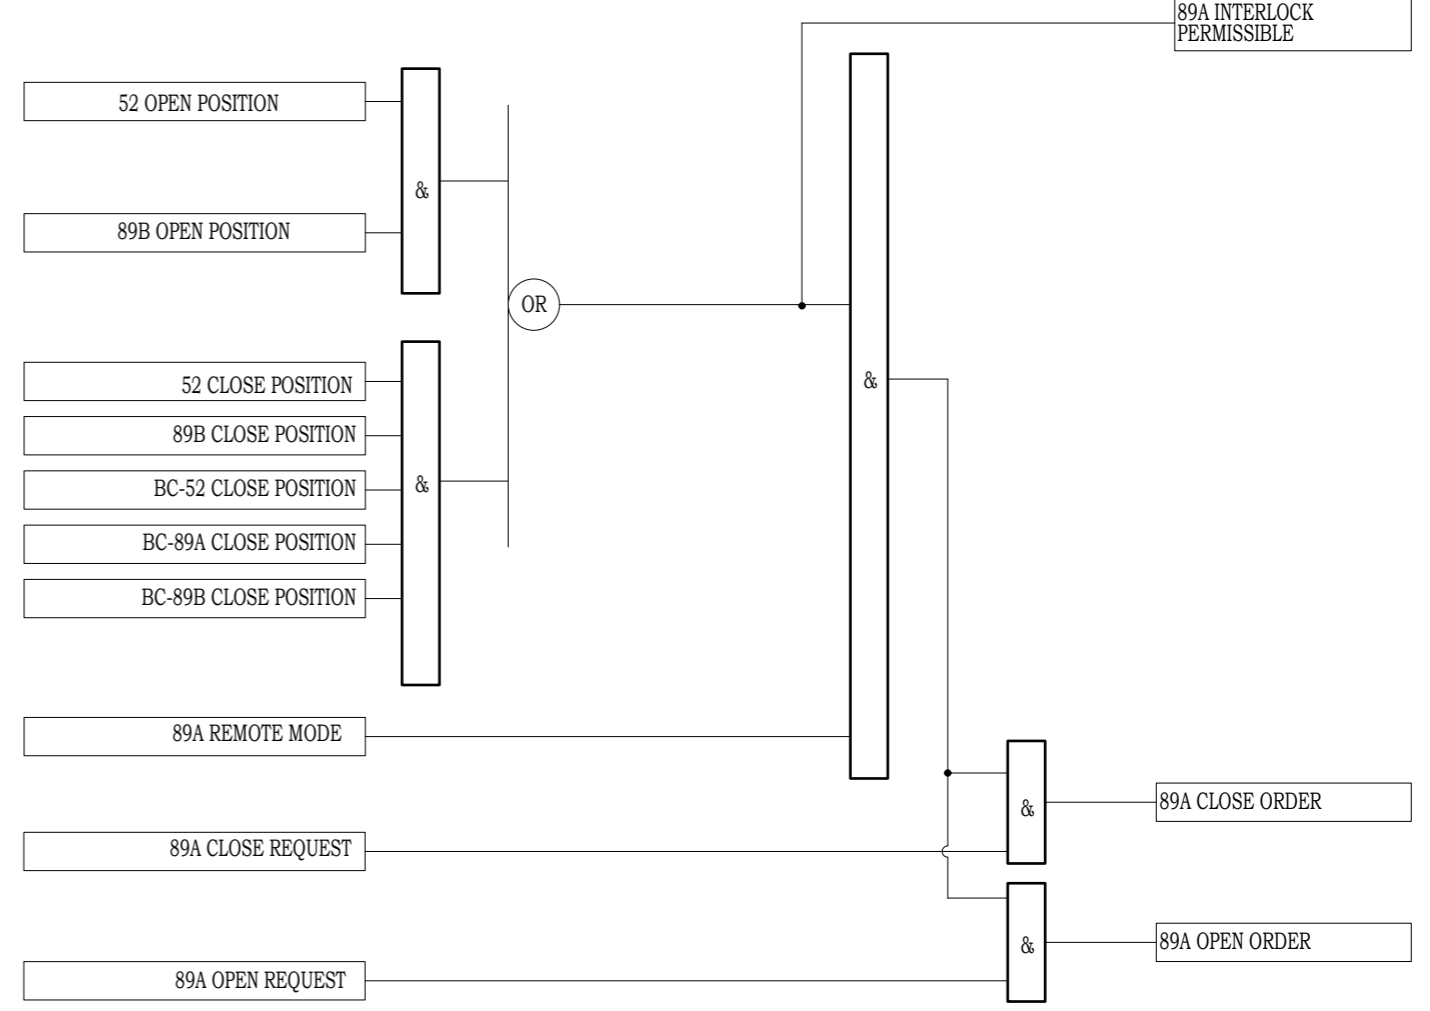 89A INTERLOCK
PERMISSIBLE
52 OPEN POSITION
&
89B OPEN POSITION
OR
52 CLOSE POSITION
&
89B CLOSE POSITION
BC-52 CLOSE POSITION
&
BC-89A CLOSE POSITION
BC-89B CLOSE POSITION
89A REMOTE MODE
89A CLOSE ORDER
&
89A CLOSE REQUEST
89A OPEN ORDER
&
89A OPEN REQUEST